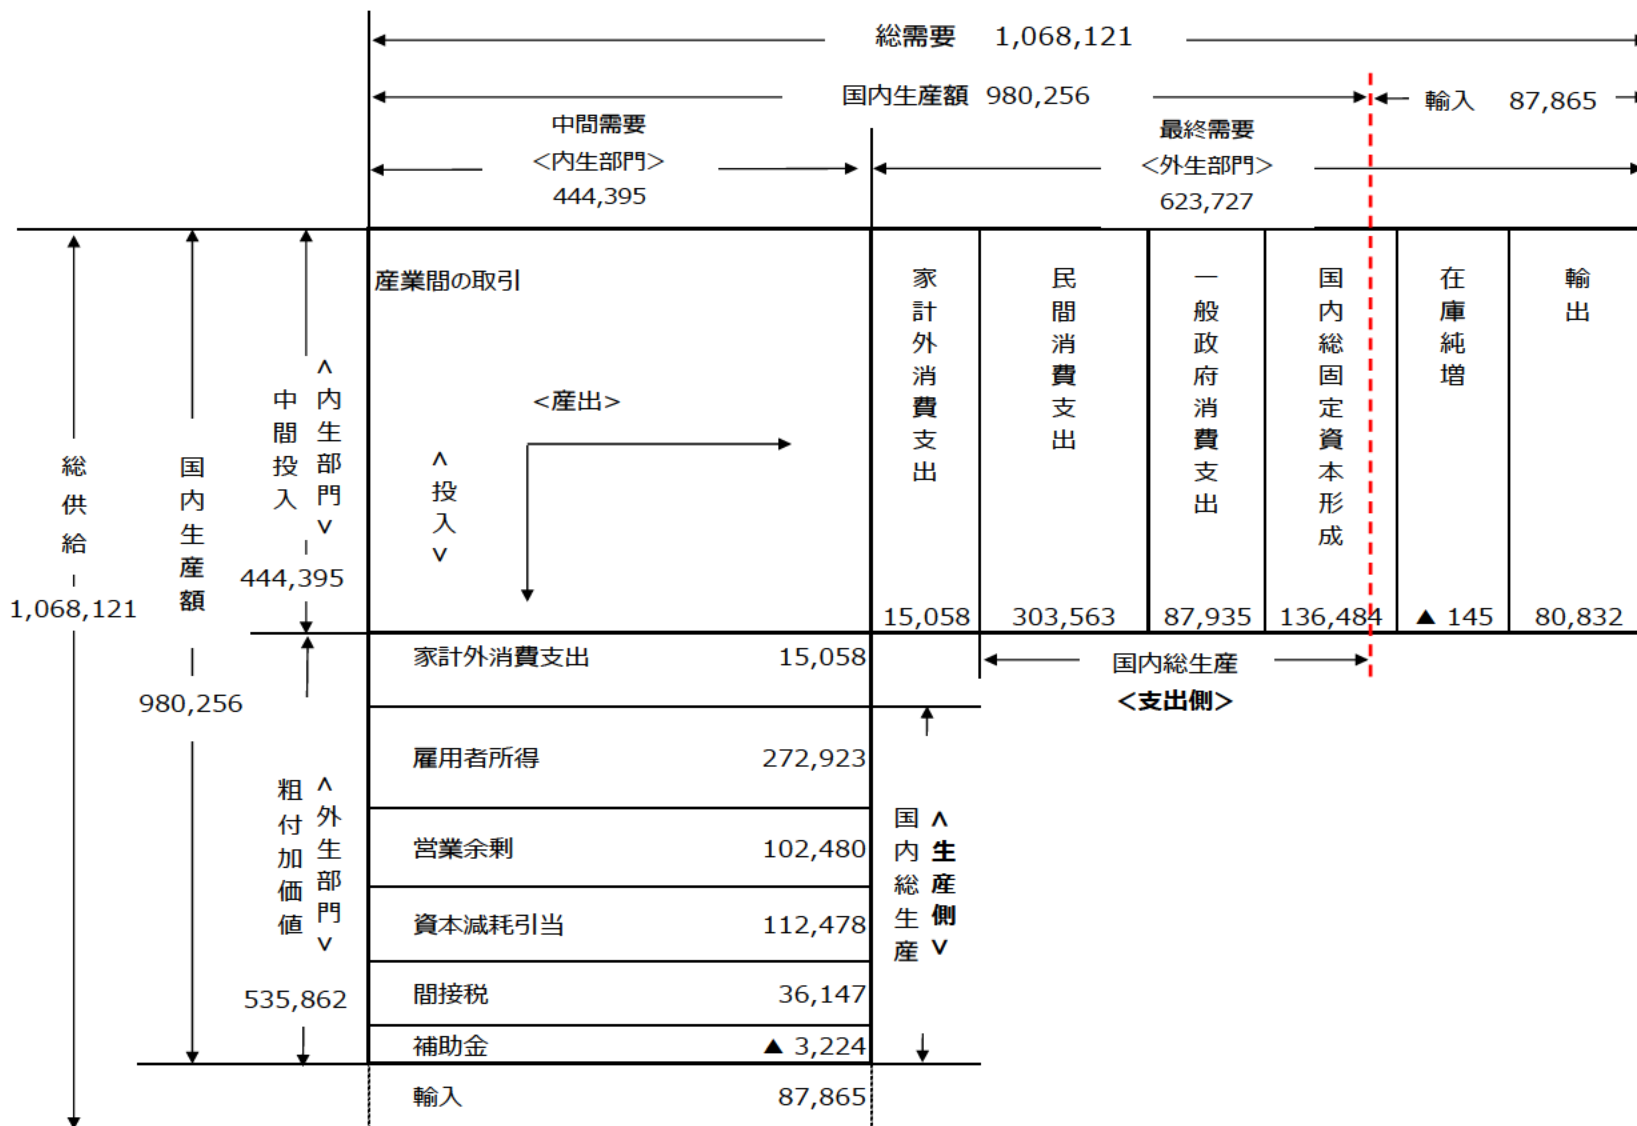 総需要 1,068,121
国内生産額 980,256
輸入 87,865
中間需要
<内生部門>
444,395
最終需要
<外生部門>
623,727
総供給
1,068,121
国内生産額
980,256
中間投入
<内生部門>
444,395
産業間の取引
<産出>
<投入>
家計外消費支出
15,058
民間消費支出
303,563
一般政府消費支出
87,935
国内総固定資本形成
136,484
在庫純増
▲ 145
輸出
80,832
国内総生産
<支出側>
粗付加価値
<外生部門>
535,862
家計外消費支出 15,058
雇用者所得 272,923
営業余剰 102,480
資本減耗引当 112,478
間接税 36,147
補助金 ▲ 3,224
輸入 87,865
国内総生産
<生産側>